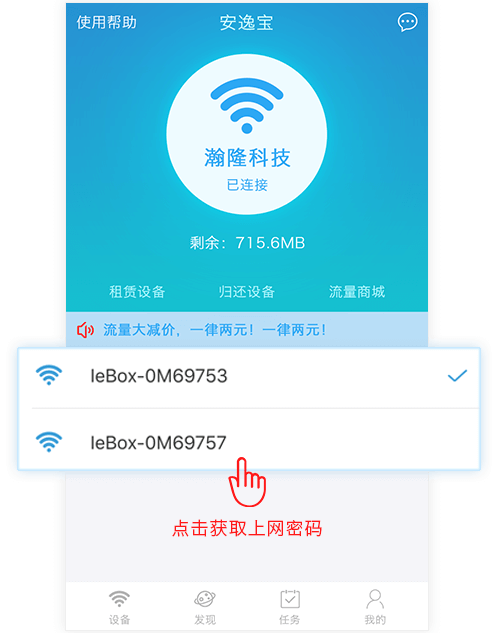 使用帮助
安逸宝
瀚隆科技
已连接
剩余：715.6MB
租赁设备
归还设备
流量商城
流量大减价，一律两元！一律两元！
leBox-0M69753
leBox-0M69757
点击获取上网密码
设备
发现
任务
我的